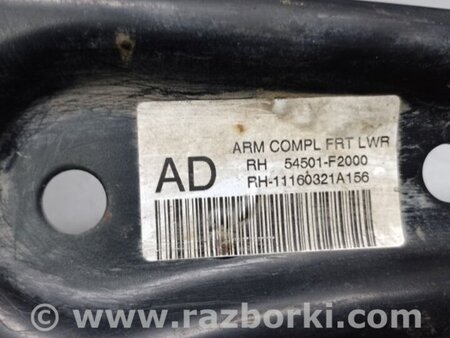 ARM COMPL FRT LWR
AD RH 54501-F2000
RH-11160321A156
© www.razborki.com